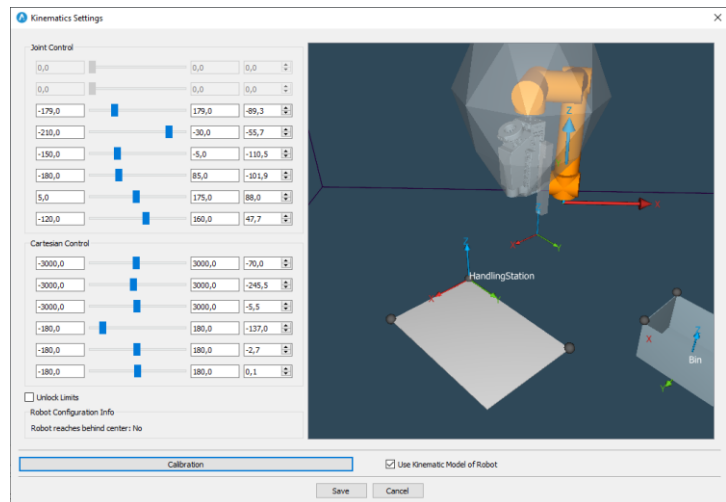 Kinematics Settings
Joint Control
0,0 0,0 0,0
0,0 0,0 0,0
-179,0 179,0 -89,3
-210,0 -30,0 -55,7
-150,0 -5,0 -110,5
-180,0 85,0 -101,9
5,0 175,0 88,0
-120,0 160,0 47,7
Cartesian Control
-3000,0 3000,0 -70,0
-3000,0 3000,0 -245,5
-3000,0 3000,0 -5,5
-180,0 180,0 -137,0
-180,0 180,0 -2,7
-180,0 180,0 0,1
Unlock Limits
Robot Configuration Info
Robot reaches behind center: No
Z
X
Z
X
Y
Z
HandlingStation
X
Y
Z
X
Bin
Y
Calibration
Use Kinematic Model of Robot
Save Cancel